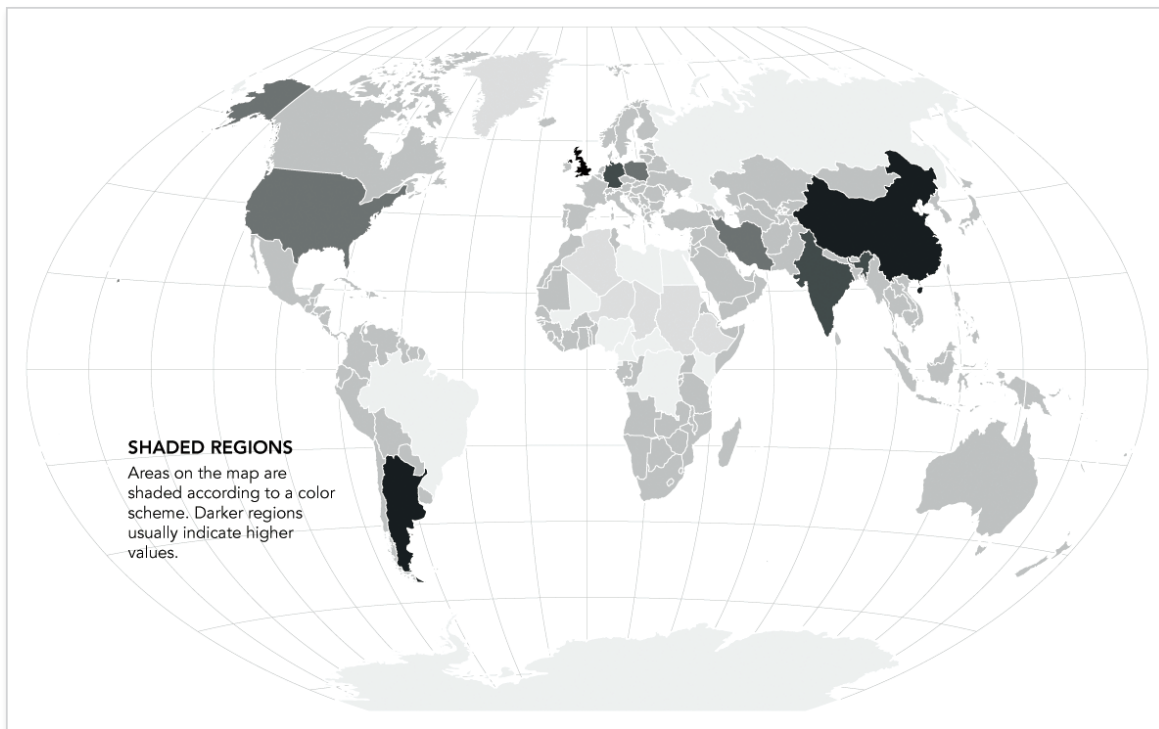 SHADED REGIONS
Areas on the map are
shaded according to a color
scheme. Darker regions
usually indicate higher
values.